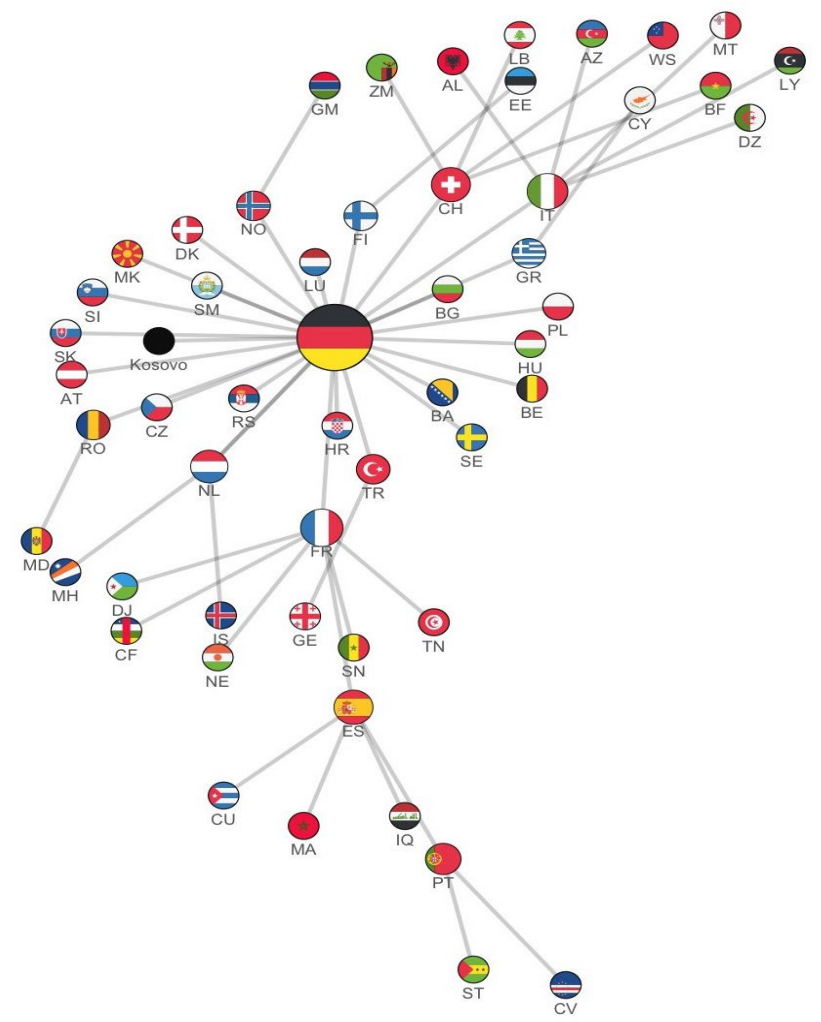 LB
AZ
WS
MT
ZM
AL
EE
LY
GM
BF
CY
DZ
CH
IT
NO
FI
DK
MK
LU
GR
SM
SI
BG
PL
SK
Kosovo
HU
AT
CZ
RS
BA
BE
RO
HR
SE
NL
TR
FR
MD
MH
DJ
IS
GE
TN
CF
NE
SN
ES
CU
MA
IQ
PT
ST
CV